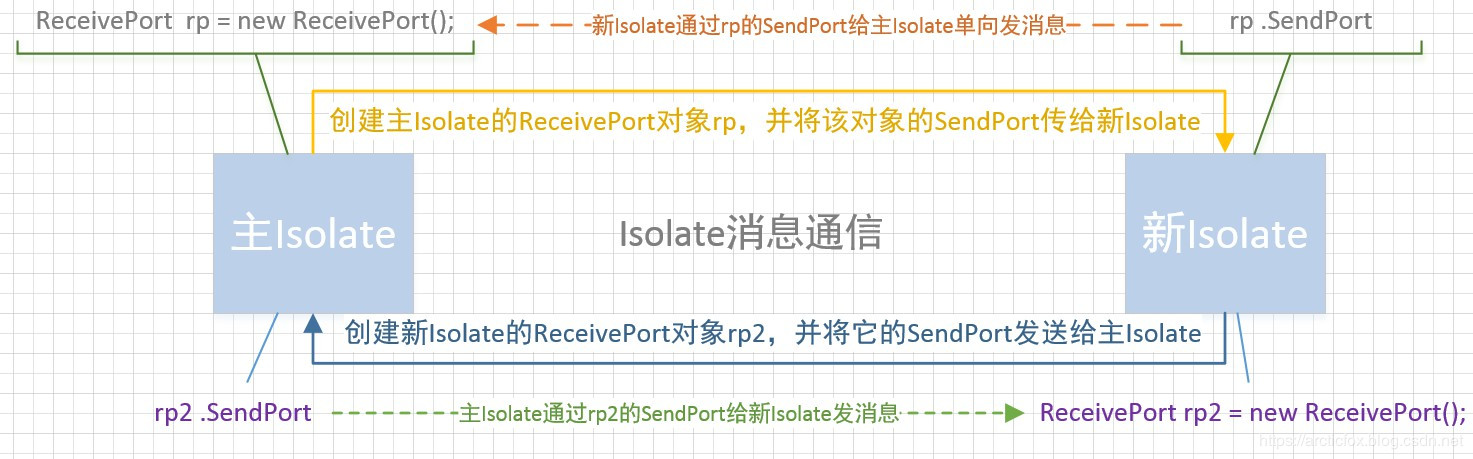 ReceivePort rp = new ReceivePort();
新Isolate通过rp的SendPort给主Isolate单向发消息
rp .SendPort
创建主Isolate的ReceivePort对象rp，并将该对象的SendPort传给新Isolate
主Isolate
Isolate消息通信
新Isolate
创建新Isolate的ReceivePort对象rp2，并将它的SendPort发送给主Isolate
rp2 .SendPort
主Isolate通过rp2的SendPort给新Isolate发消息
ReceivePort rp2 = new ReceivePort();
https://arcticfox.blog.csdn.net